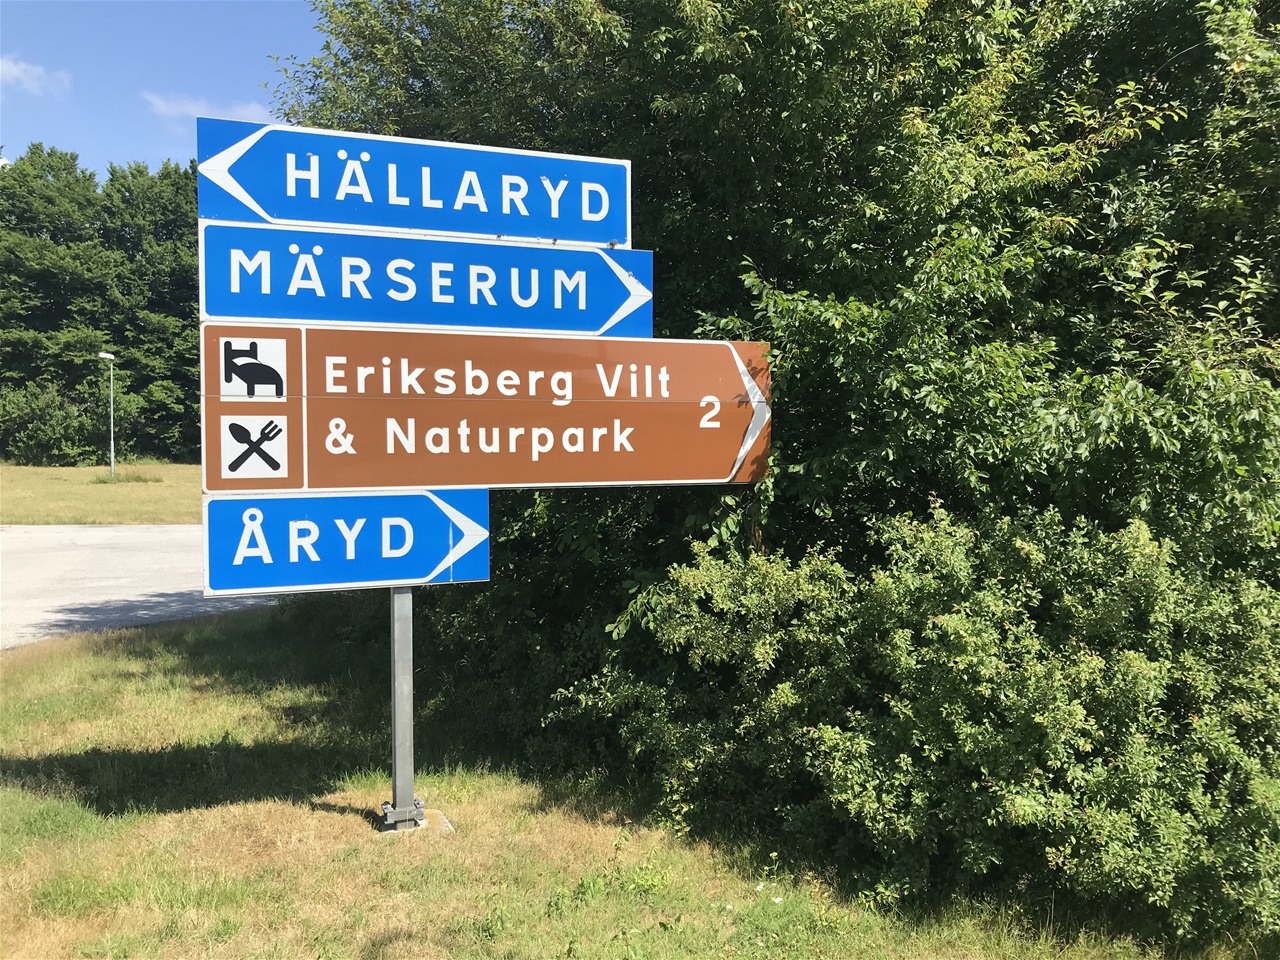 HÄLLARYD
MÄRSERUM
Eriksberg Vilt
& Naturpark
2
ÅRYD